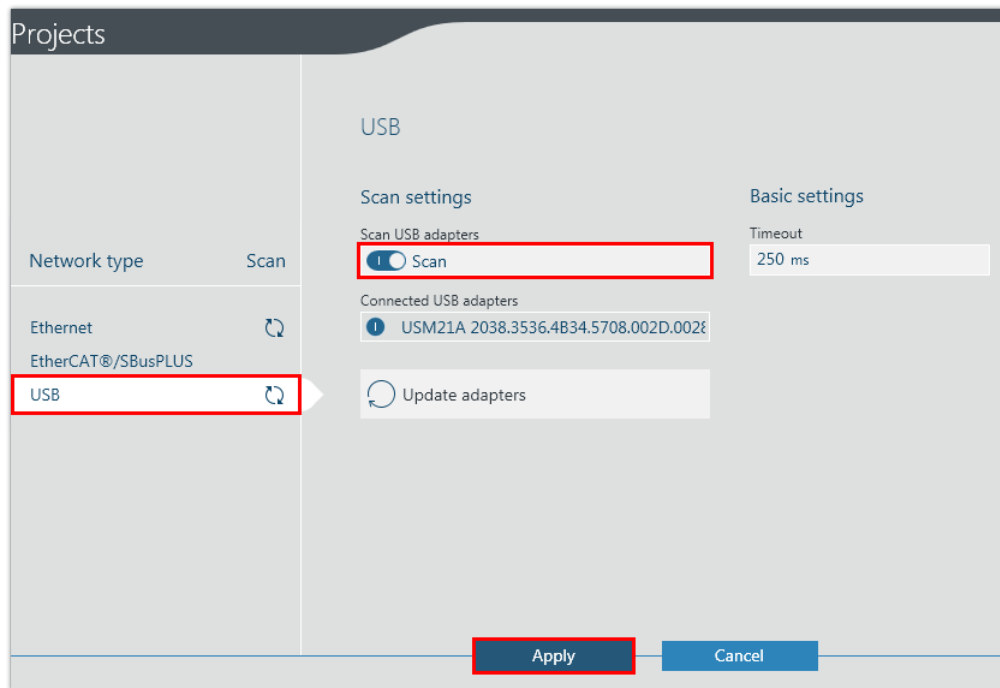 Projects
Network type Scan
Ethernet
EtherCAT®/SBusPLUS
USB
USB
Scan settings
Scan USB adapters
Scan
Connected USB adapters
USM21A 2038.3536.4B34.5708.002D.0028
Update adapters
Basic settings
Timeout
250 ms
Apply
Cancel